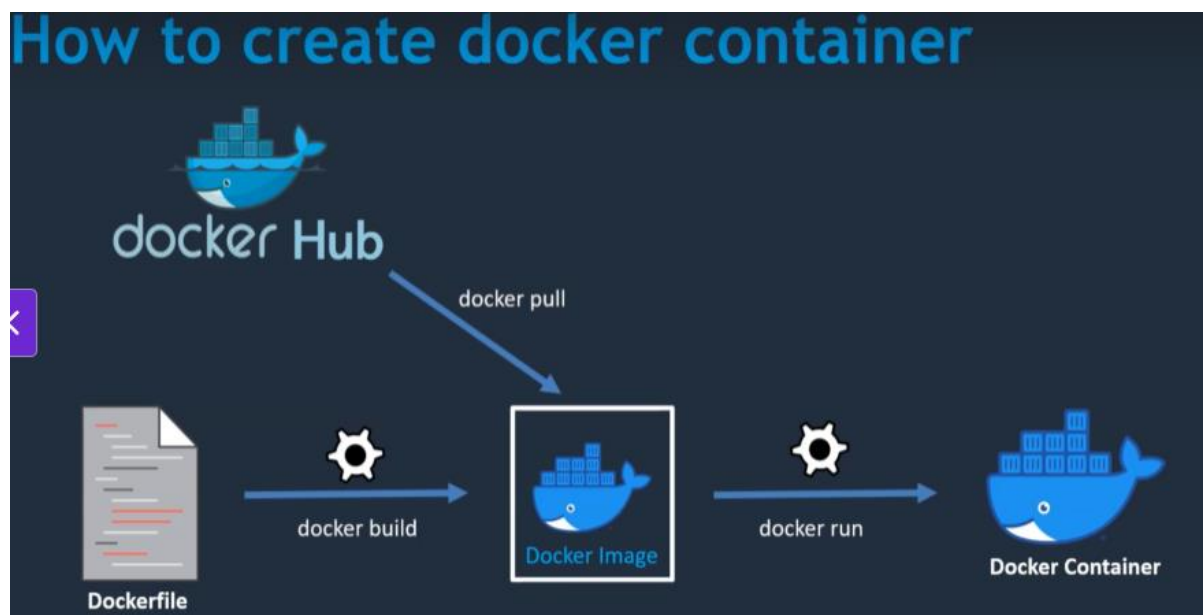 How to create docker container
docker Hub
docker pull
docker build
docker run
Docker Image
Docker Container
Dockerfile